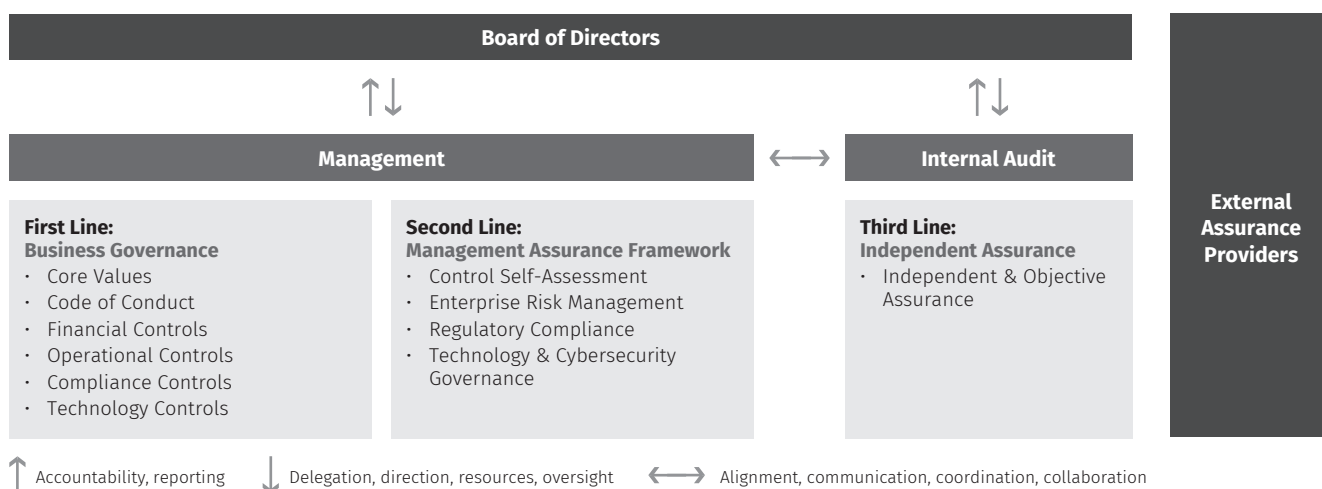 Board of Directors
Management
Internal Audit
First Line:
Business Governance
· Core Values
· Code of Conduct
· Financial Controls
· Operational Controls
· Compliance Controls
· Technology Controls
Second Line:
Management Assurance Framework
· Control Self-Assessment
· Enterprise Risk Management
· Regulatory Compliance
· Technology & Cybersecurity
Governance
Third Line:
Independent Assurance
· Independent & Objective
Assurance
External
Assurance
Providers
Accountability, reporting
Delegation, direction, resources, oversight
Alignment, communication, coordination, collaboration